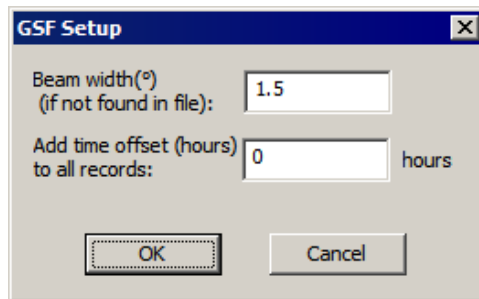 GSF Setup
Beam width(°)
(if not found in file):
1.5
Add time offset (hours)
to all records:
0
hours
OK
Cancel